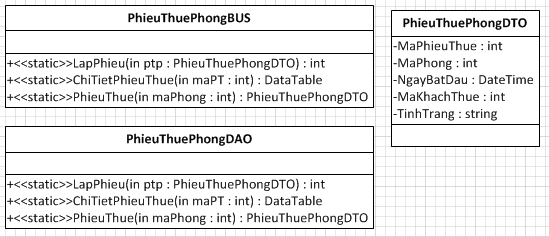 PhieuThuePhongBUS
+<<static>>LapPhieu(in ptp : PhieuThuePhongDTO) : int
+<<static>>ChiTietPhieuThue(in maPT : int) : DataTable
+<<static>>PhieuThue(in maPhong : int) : PhieuThuePhongDTO
PhieuThuePhongDAO
+<<static>>LapPhieu(in ptp : PhieuThuePhongDTO) : int
+<<static>>ChiTietPhieuThue(in maPT : int) : DataTable
+<<static>>PhieuThue(in maPhong : int) : PhieuThuePhongDTO
PhieuThuePhongDTO
-MaPhieuThue : int
-MaPhong : int
-NgayBatDau : DateTime
-MaKhachThue : int
-TinhTrang : string